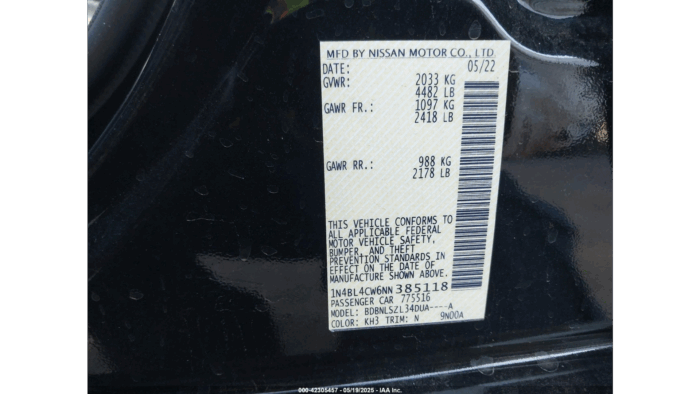 MFD BY NISSAN MOTOR CO., LTD
DATE: 05/22
GVWR: 2033 KG
4482 LB
GAWR FR.: 1097 KG
2418 LB
GAWR RR.: 988 KG
2178 LB
THIS VEHICLE CONFORMS TO
ALL APPLICABLE FEDERAL
MOTOR VEHICLE SAFETY,
BUMPER, AND THEFT
PREVENTION STANDARDS IN
EFFECT ON THE DATE OF
MANUFACTURE SHOWN ABOVE.
1N4BL4CW6NN385118
PASSENGER CAR 775516
MODEL: BDBNLSZL34DUA----A
COLOR: KH3 TRIM: N 9N00A
000-42305457 - 05/19/2025 - IAA Inc.